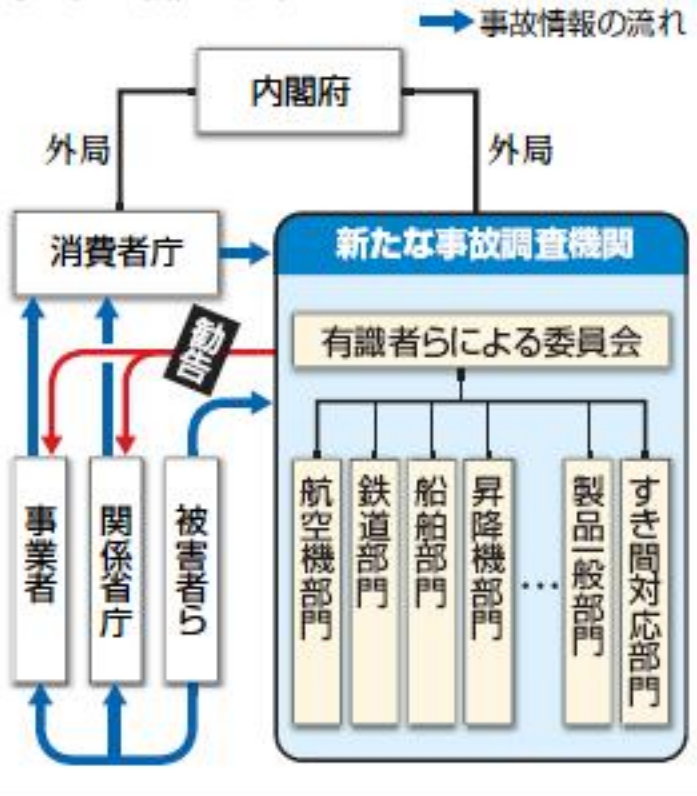 事故情報の流れ
内閣府
外局
外局
消費者庁
新たな事故調査機関
勧告
有識者らによる委員会
事業者
関係省庁
被害者ら
航空機部門
鉄道部門
船舶部門
昇降機部門
…
製品一般部門
すき間対応部門